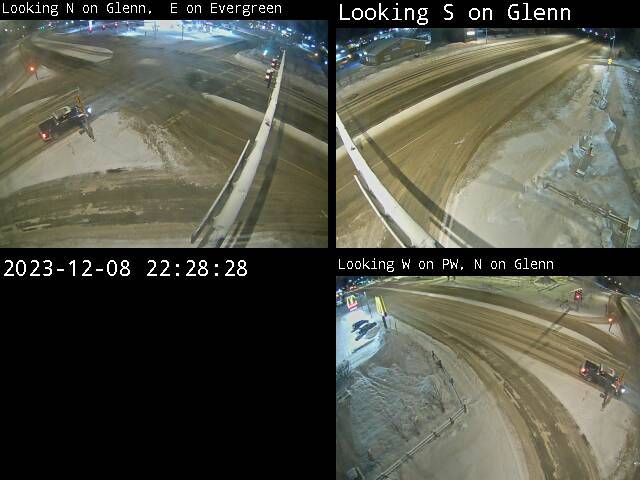 Looking N on Glenn,  E on Evergreen
Looking S on Glenn
2023-12-08 22:28:28
Looking W on PW, N on Glenn